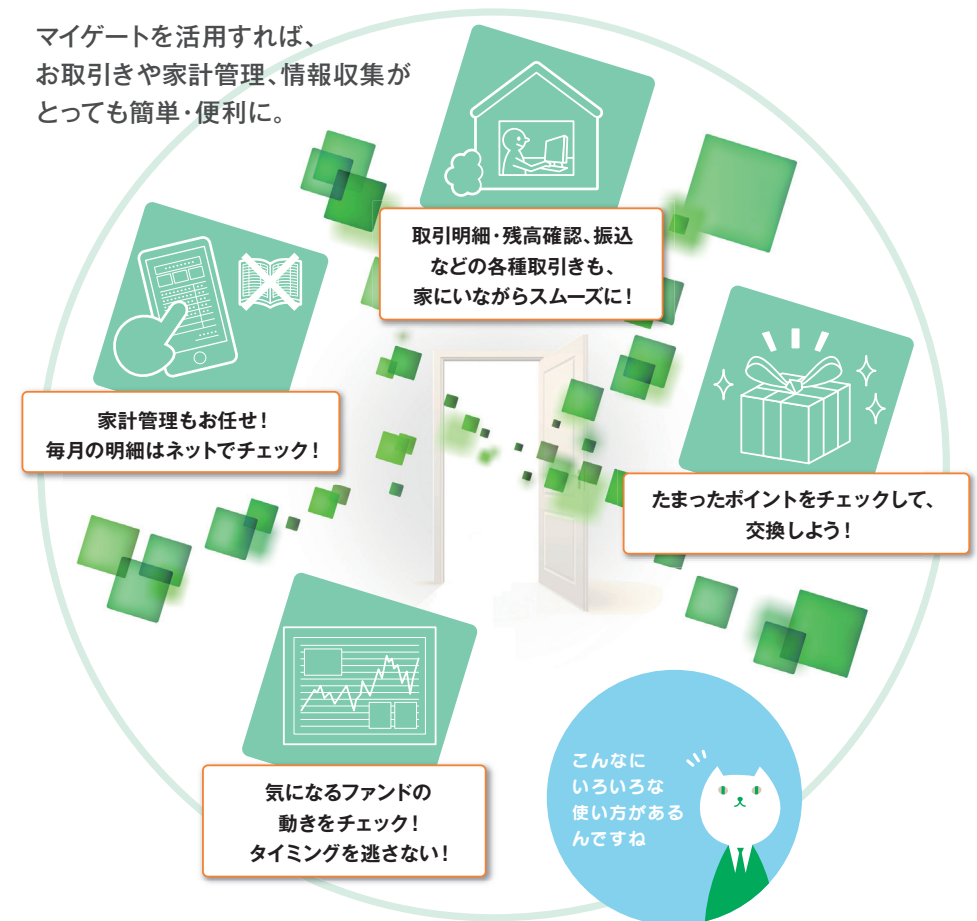 マイゲートを活用すれば、
お取引きや家計管理、情報収集が
とっても簡単・便利に。
取引明細・残高確認、振込
などの各種取引きも、
家にいながらスムーズに！
家計管理もお任せ！
毎月の明細はネットでチェック！
たまったポイントをチェックして、
交換しよう！
気になるファンドの
動きをチェック！
タイミングを逃さない！
こんなに
いろいろな
使い方がある
んですね